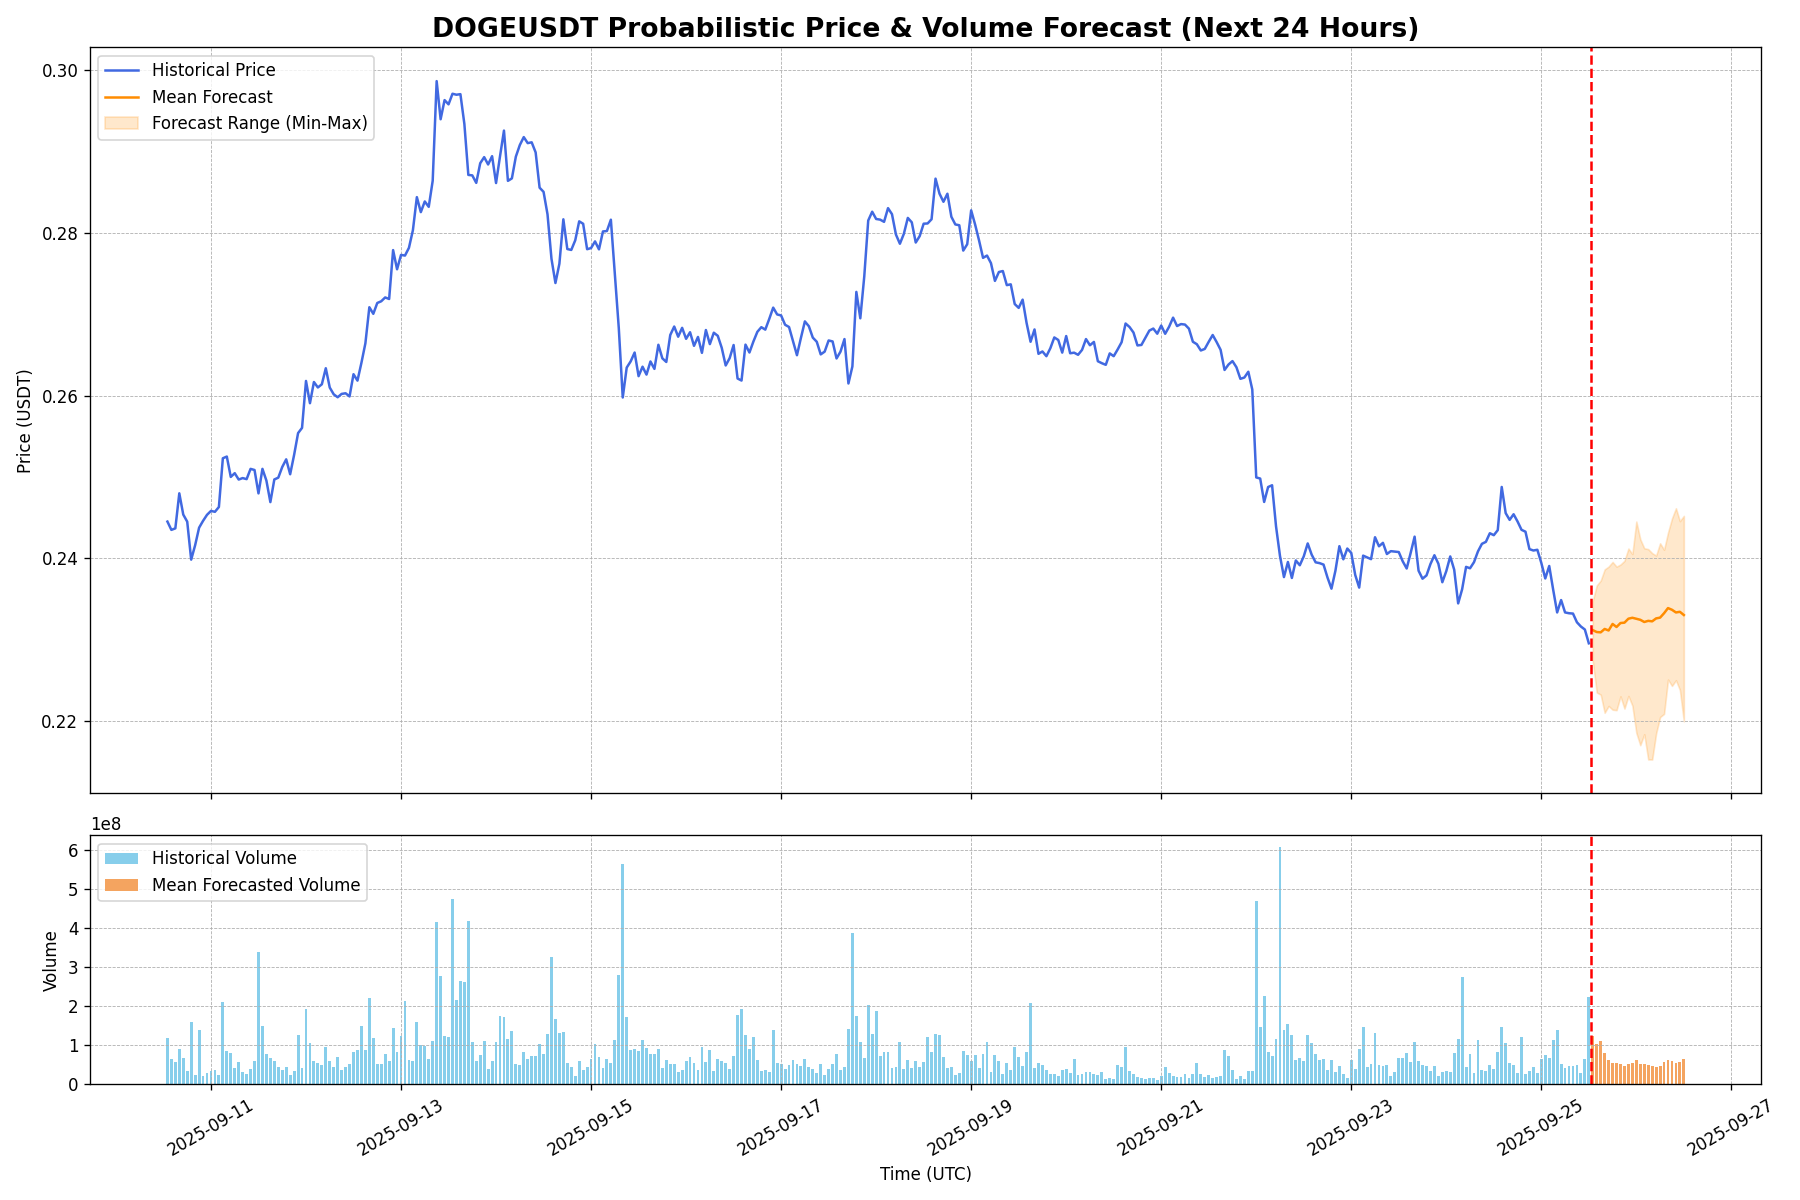 DOGEUSDT Probabilistic Price & Volume Forecast (Next 24 Hours)
Historical Price
Mean Forecast
Forecast Range (Min-Max)
Price (USDT)
0.30
0.28
0.26
0.24
0.22
1e8
Historical Volume
Mean Forecasted Volume
Volume
6
5
4
3
2
1
0
2025-09-11
2025-09-13
2025-09-15
2025-09-17
2025-09-19
2025-09-21
2025-09-23
2025-09-25
2025-09-27
Time (UTC)